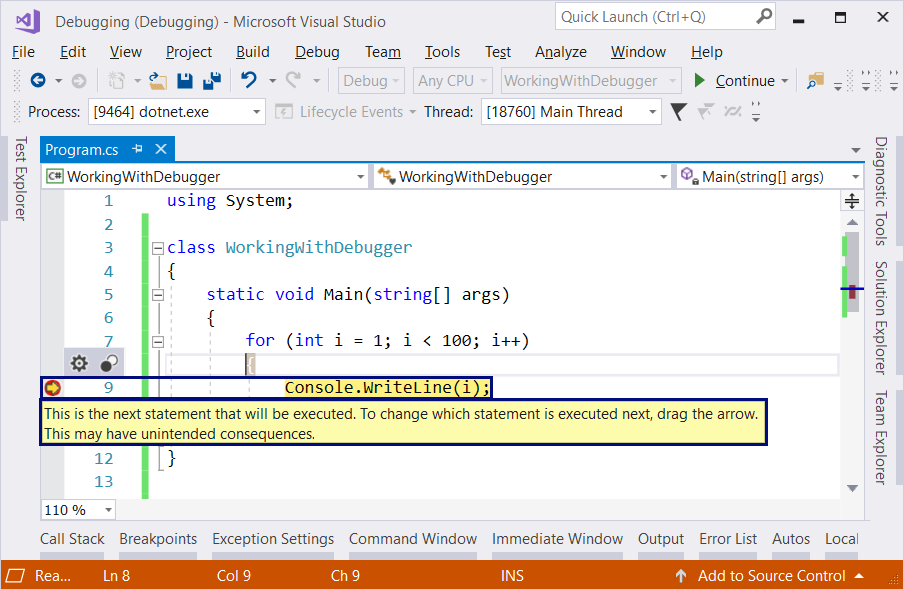 Debugging (Debugging) - Microsoft Visual Studio
Quick Launch (Ctrl+Q)
File Edit View Project Build Debug Team Tools Test Analyze Window Help
Debug Any CPU WorkingWithDebugger Continue
Process: [9464] dotnet.exe Lifecycle Events Thread: [18760] Main Thread
Test Explorer
Program.cs
C# WorkingWithDebugger WorkingWithDebugger Main(string[] args)
1 using System;
2
3 class WorkingWithDebugger
4 {
5 static void Main(string[] args)
6 {
7 for (int i = 1; i < 100; i++)
{
9 Console.WriteLine(i);
This is the next statement that will be executed. To change which statement is executed next, drag the arrow.
This may have unintended consequences.
12 }
13
110 %
Diagnostic Tools
Solution Explorer
Team Explorer
Call Stack Breakpoints Exception Settings Command Window Immediate Window Output Error List Autos Local
Rea... Ln 8 Col 9 Ch 9 INS Add to Source Control